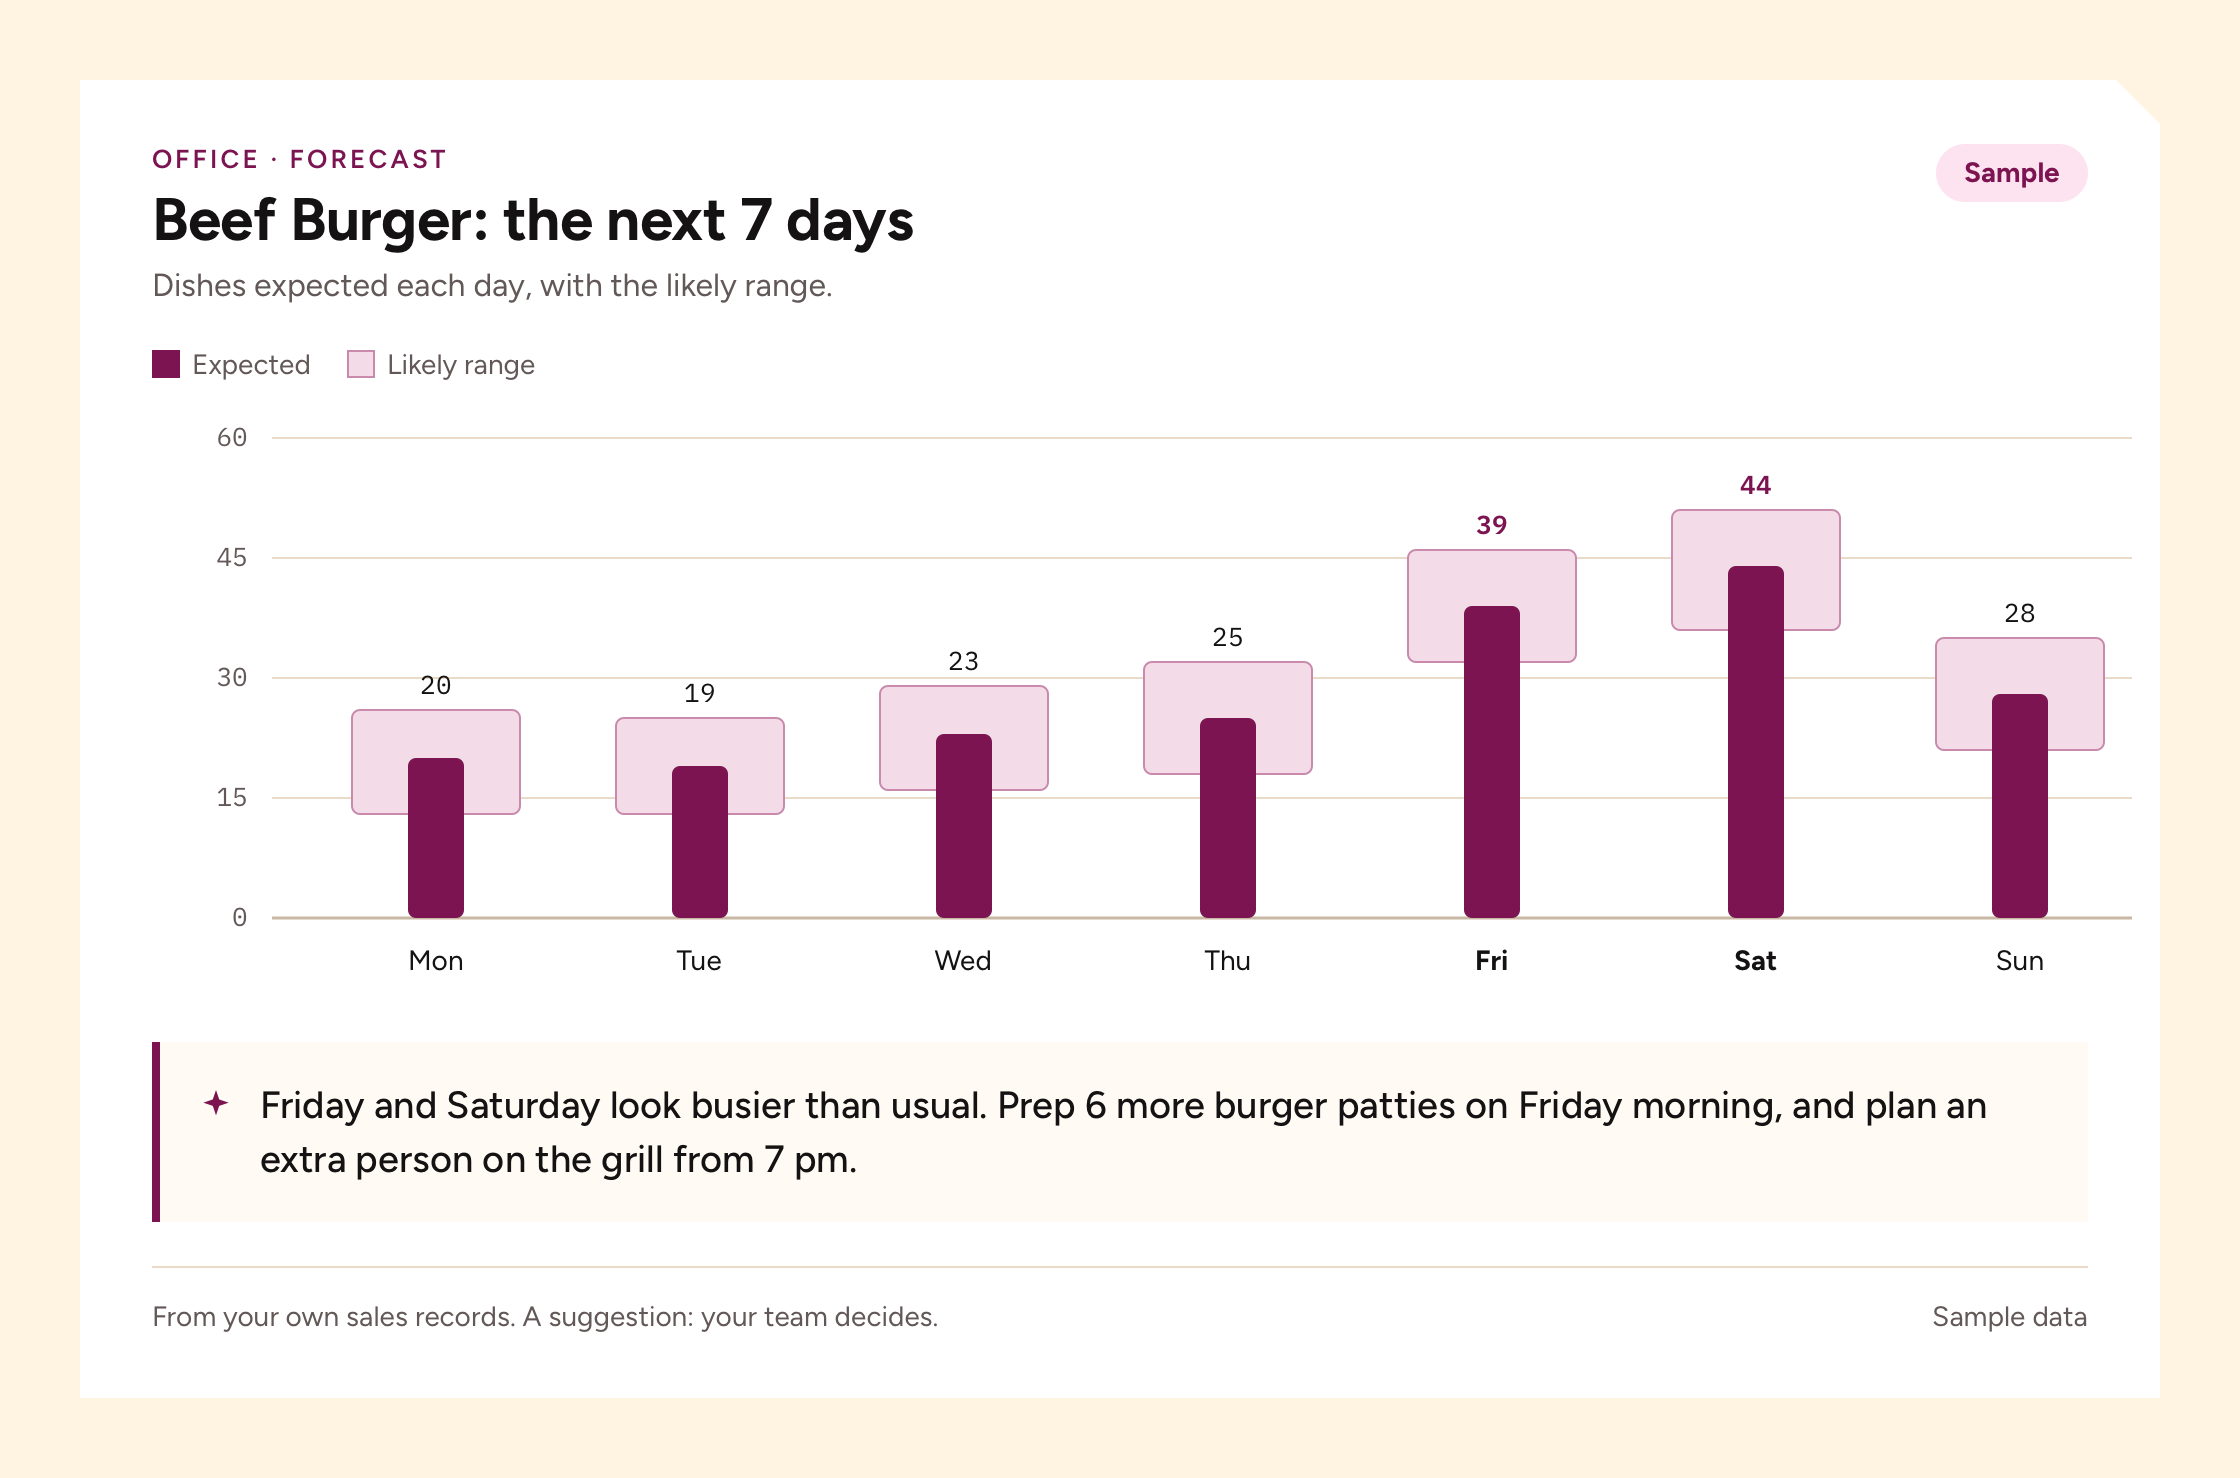 OFFICE · FORECAST
Sample
Beef Burger: the next 7 days
Dishes expected each day, with the likely range.
Expected Likely range
60
45
30
15
0
20
19
23
25
39
44
28
Mon Tue Wed Thu Fri Sat Sun
Friday and Saturday look busier than usual. Prep 6 more burger patties on Friday morning, and plan an
extra person on the grill from 7 pm.
From your own sales records. A suggestion: your team decides.
Sample data